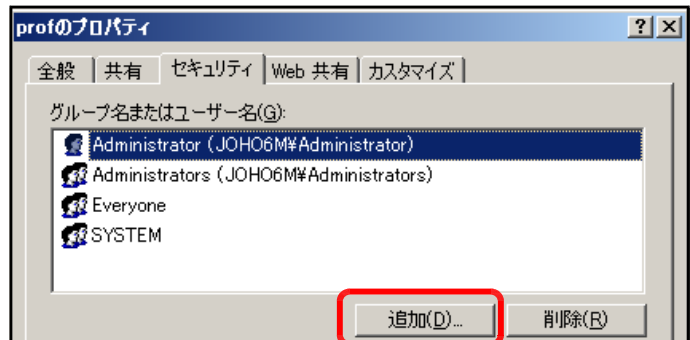 profのプロパティ
? ×
全般 共有 セキュリティ Web 共有 カスタマイズ
グループ名またはユーザー名(G):
Administrator (JOHO6M¥Administrator)
Administrators (JOHO6M¥Administrators)
Everyone
SYSTEM
追加(D)... 削除(R)